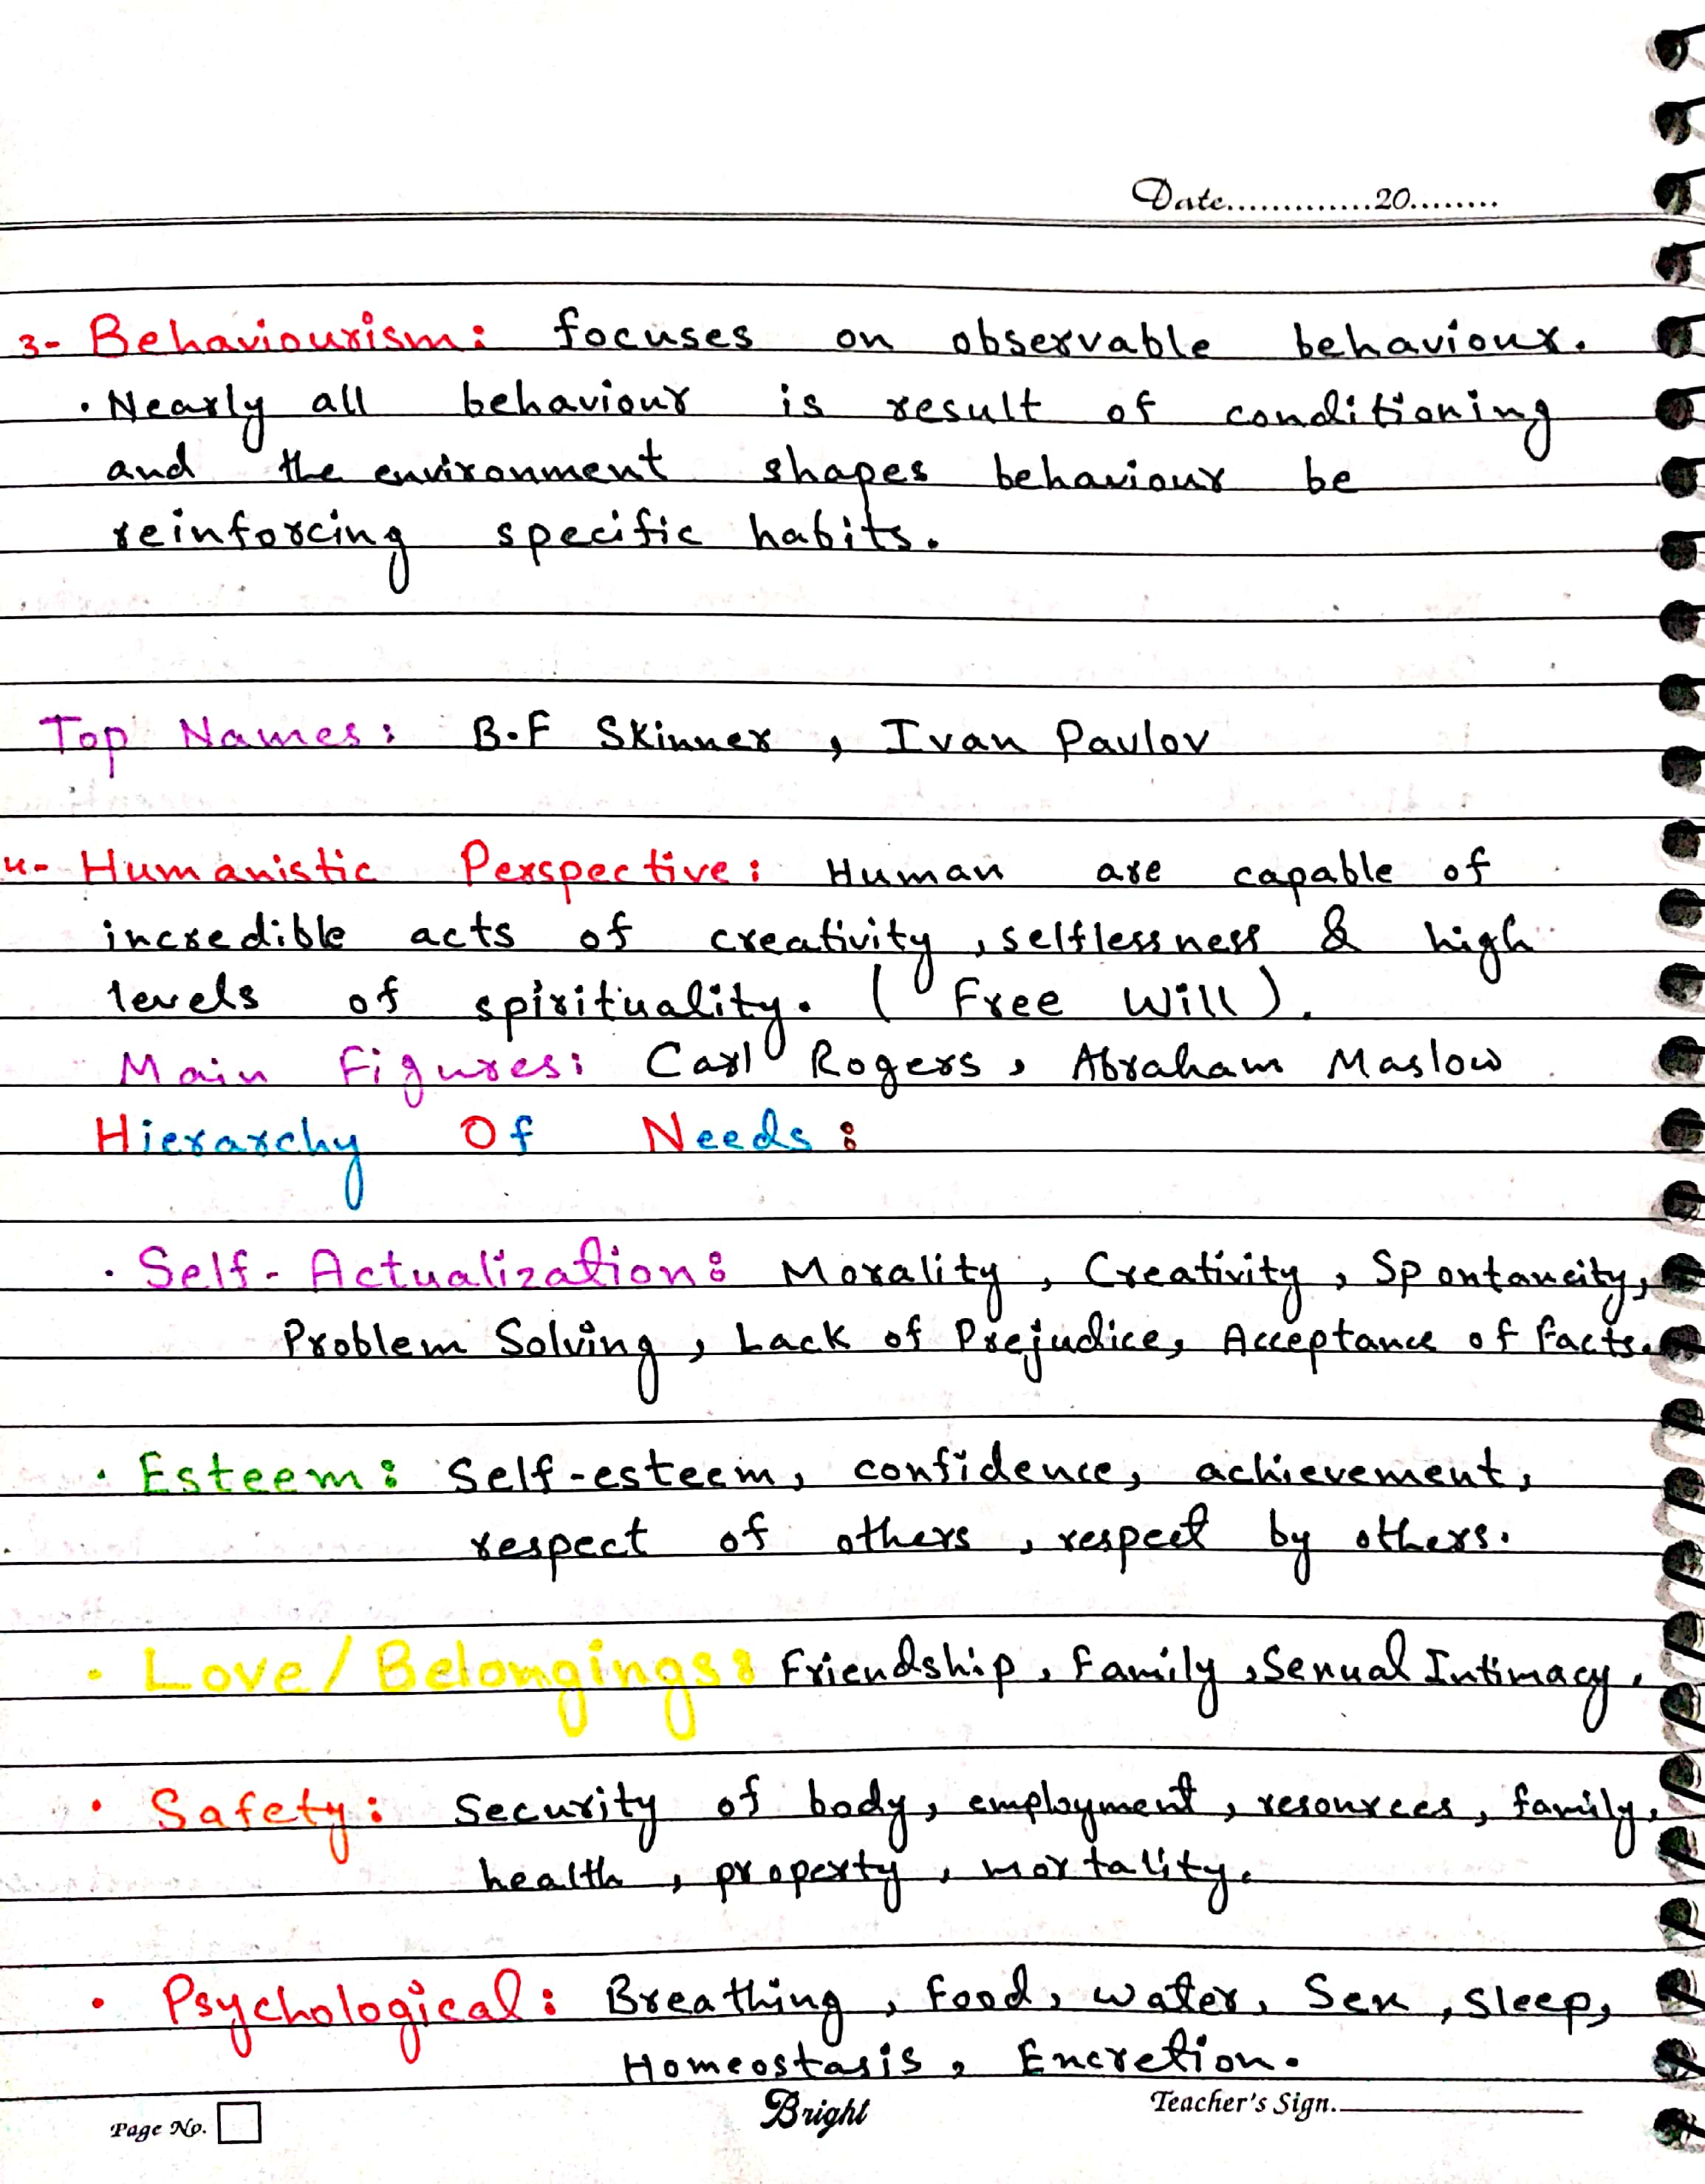 Date.............20........
3- Behaviourism: focuses on observable behaviour.
• Nearly all behaviour is result of conditioning
and the environment shapes behaviour be
reinforcing specific habits.
Top Names: B.F Skinner, Ivan Pavlov
4- Humanistic Perspective: Human are capable of
incredible acts of creativity, selflessness & high
levels of spirituality. (Free Will).
Main Figures: Carl Rogers, Abraham Maslow
Hierarchy Of Needs:
• Self-Actualization: Morality, Creativity, Spontaneity,
Problem Solving, Lack of Prejudice, Acceptance of facts.
• Esteem: Self-esteem, confidence, achievement,
respect of others, respect by others.
• Love/Belongings: Friendship, Family, Sexual Intimacy.
• Safety: Security of body, employment, resources, family,
health, property, mortality.
• Psychological: Breathing, food, water, Sex, sleep,
Homeostasis, Excretion.
Page No.
Bright
Teacher's Sign.